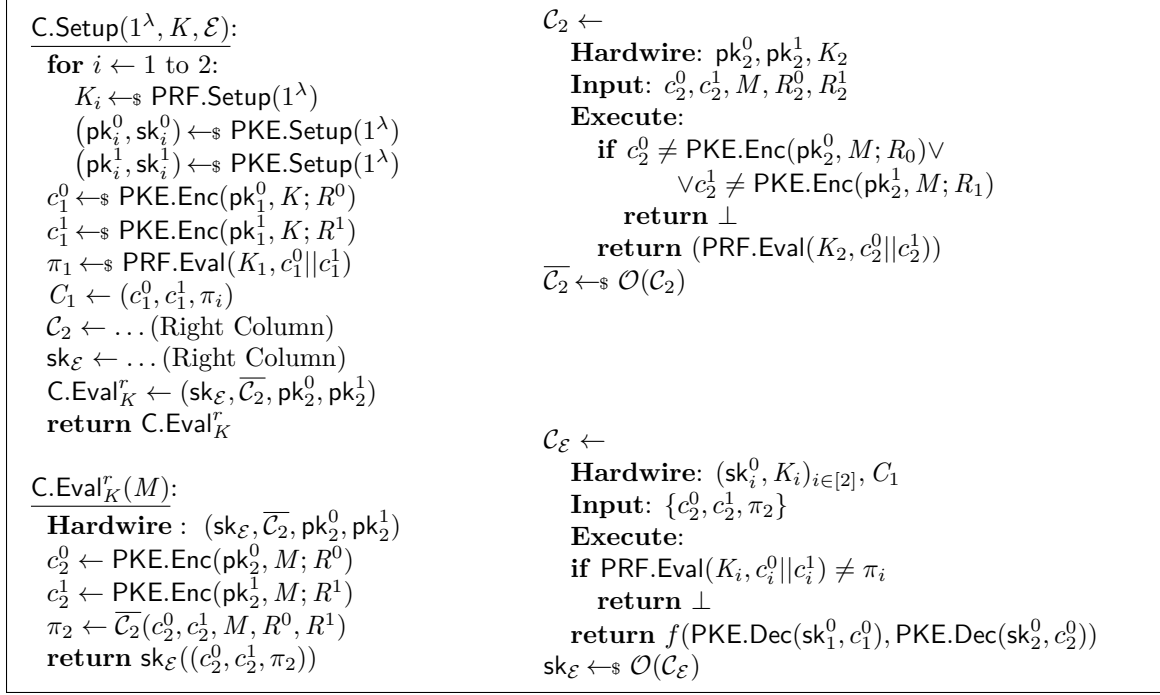 C.Setup(1^λ, K, ℰ):
for i ← 1 to 2:
K_i ←$ PRF.Setup(1^λ)
(pk_i^0, sk_i^0) ←$ PKE.Setup(1^λ)
(pk_i^1, sk_i^1) ←$ PKE.Setup(1^λ)
c_1^0 ←$ PKE.Enc(pk_1^0, K; R^0)
c_1^1 ←$ PKE.Enc(pk_1^1, K; R^1)
π_1 ←$ PRF.Eval(K_1, c_1^0||c_1^1)
C_1 ← (c_1^0, c_1^1, π_i)
𝒞_2 ← … (Right Column)
sk_ℰ ← … (Right Column)
C.Eval_K^r ← (sk_ℰ, \overline{𝒞_2}, pk_2^0, pk_2^1)
return C.Eval_K^r
C.Eval_K^r(M):
Hardwire : (sk_ℰ, \overline{𝒞_2}, pk_2^0, pk_2^1)
c_2^0 ← PKE.Enc(pk_2^0, M; R^0)
c_2^1 ← PKE.Enc(pk_2^1, M; R^1)
π_2 ← \overline{𝒞_2}(c_2^0, c_2^1, M, R^0, R^1)
return sk_ℰ((c_2^0, c_2^1, π_2))
𝒞_2 ←
Hardwire: pk_2^0, pk_2^1, K_2
Input: c_2^0, c_2^1, M, R_2^0, R_2^1
Execute:
if c_2^0 ≠ PKE.Enc(pk_2^0, M; R_0)∨
∨c_2^1 ≠ PKE.Enc(pk_2^1, M; R_1)
return ⊥
return (PRF.Eval(K_2, c_2^0||c_2^1))
\overline{𝒞_2} ←$ 𝒪(𝒞_2)
𝒞_ℰ ←
Hardwire: (sk_i^0, K_i)_{i∈[2]}, C_1
Input: {c_2^0, c_2^1, π_2}
Execute:
if PRF.Eval(K_i, c_i^0||c_i^1) ≠ π_i
return ⊥
return f(PKE.Dec(sk_1^0, c_1^0), PKE.Dec(sk_2^0, c_2^0))
sk_ℰ ←$ 𝒪(𝒞_ℰ)